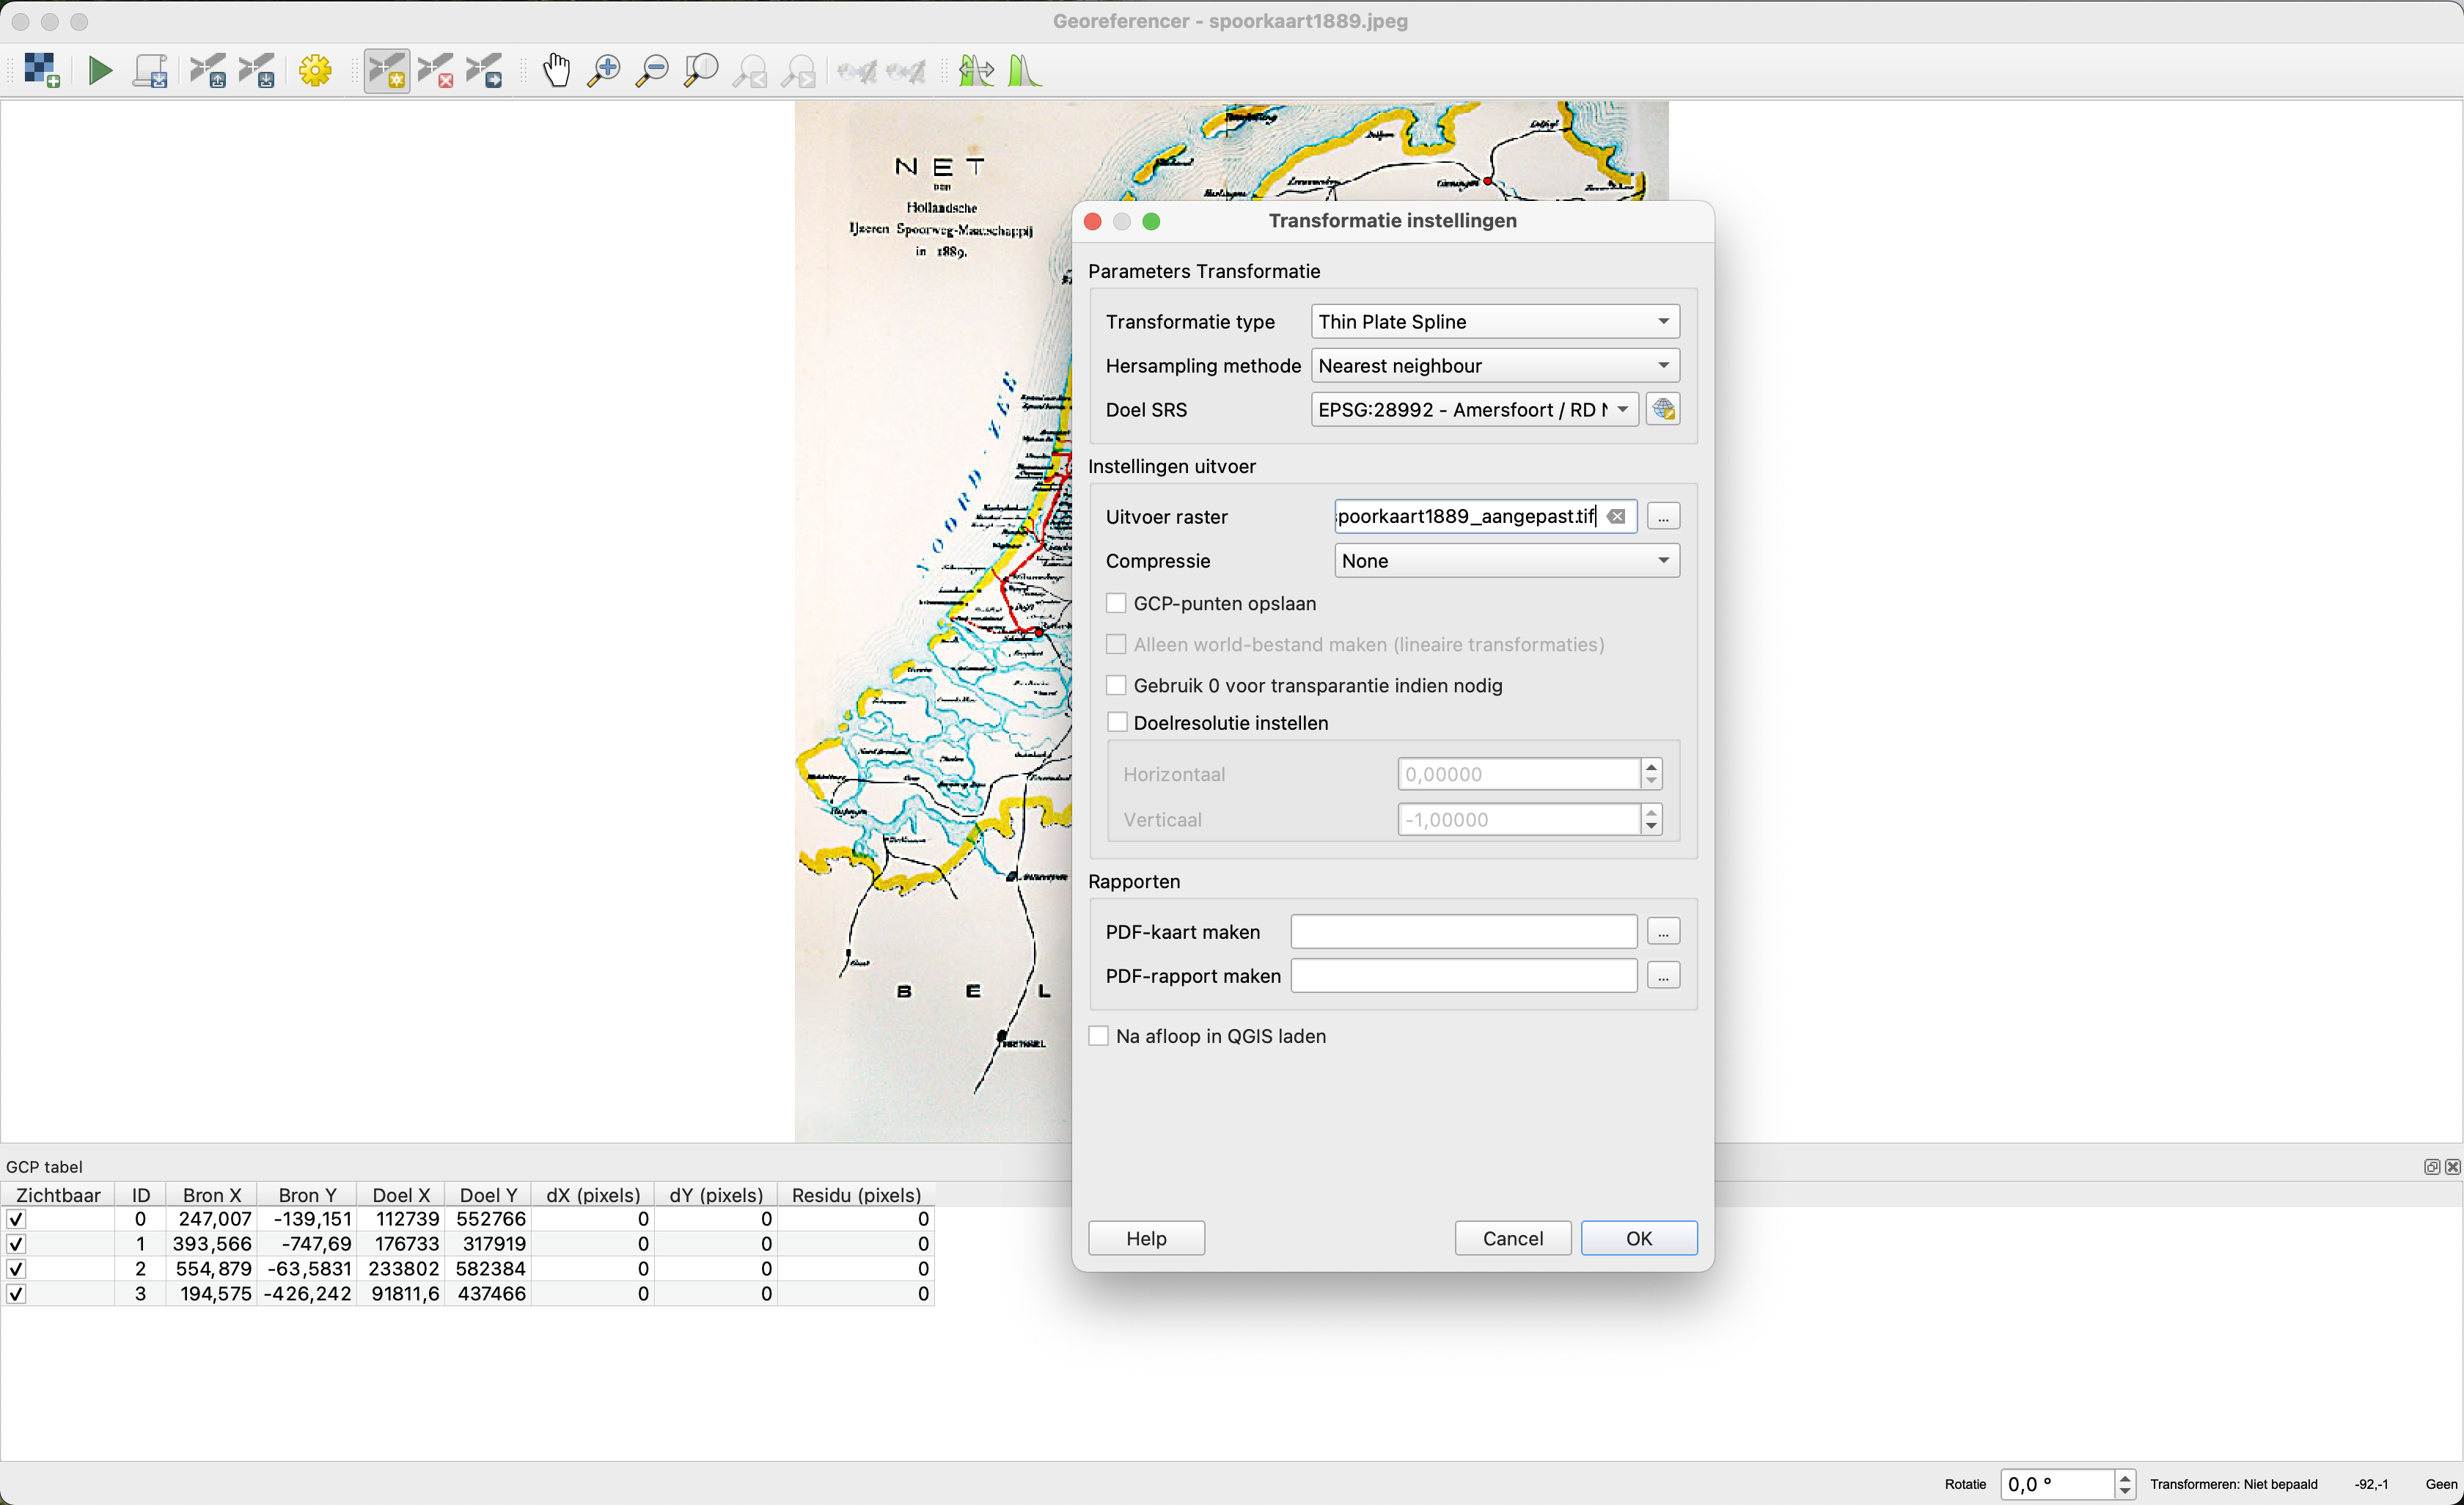 Georeferencer - spoorkaart1889.jpeg
NET
DER
Hollandsche
IJzeren Spoorweg-Maatschappij
in 1889.
NOORD ZEE
B E L
BRUSSEL
Transformatie instellingen
Parameters Transformatie
Transformatie type Thin Plate Spline
Hersampling methode Nearest neighbour
Doel SRS EPSG:28992 - Amersfoort / RD
Instellingen uitvoer
Uitvoer raster spoorkaart1889_aangepast.tif ...
Compressie None
GCP-punten opslaan
Alleen world-bestand maken (lineaire transformaties)
Gebruik 0 voor transparantie indien nodig
Doelresolutie instellen
Horizontaal 0,00000
Verticaal -1,00000
Rapporten
PDF-kaart maken ...
PDF-rapport maken ...
Na afloop in QGIS laden
Help Cancel OK
GCP tabel
Zichtbaar ID Bron X Bron Y Doel X Doel Y dX (pixels) dY (pixels) Residu (pixels)
0 247,007 -139,151 112739 552766 0 0 0
1 393,566 -747,69 176733 317919 0 0 0
2 554,879 -63,5831 233802 582384 0 0 0
3 194,575 -426,242 91811,6 437466 0 0 0
Rotatie 0,0 ° Transformeren: Niet bepaald -92,-1 Geen